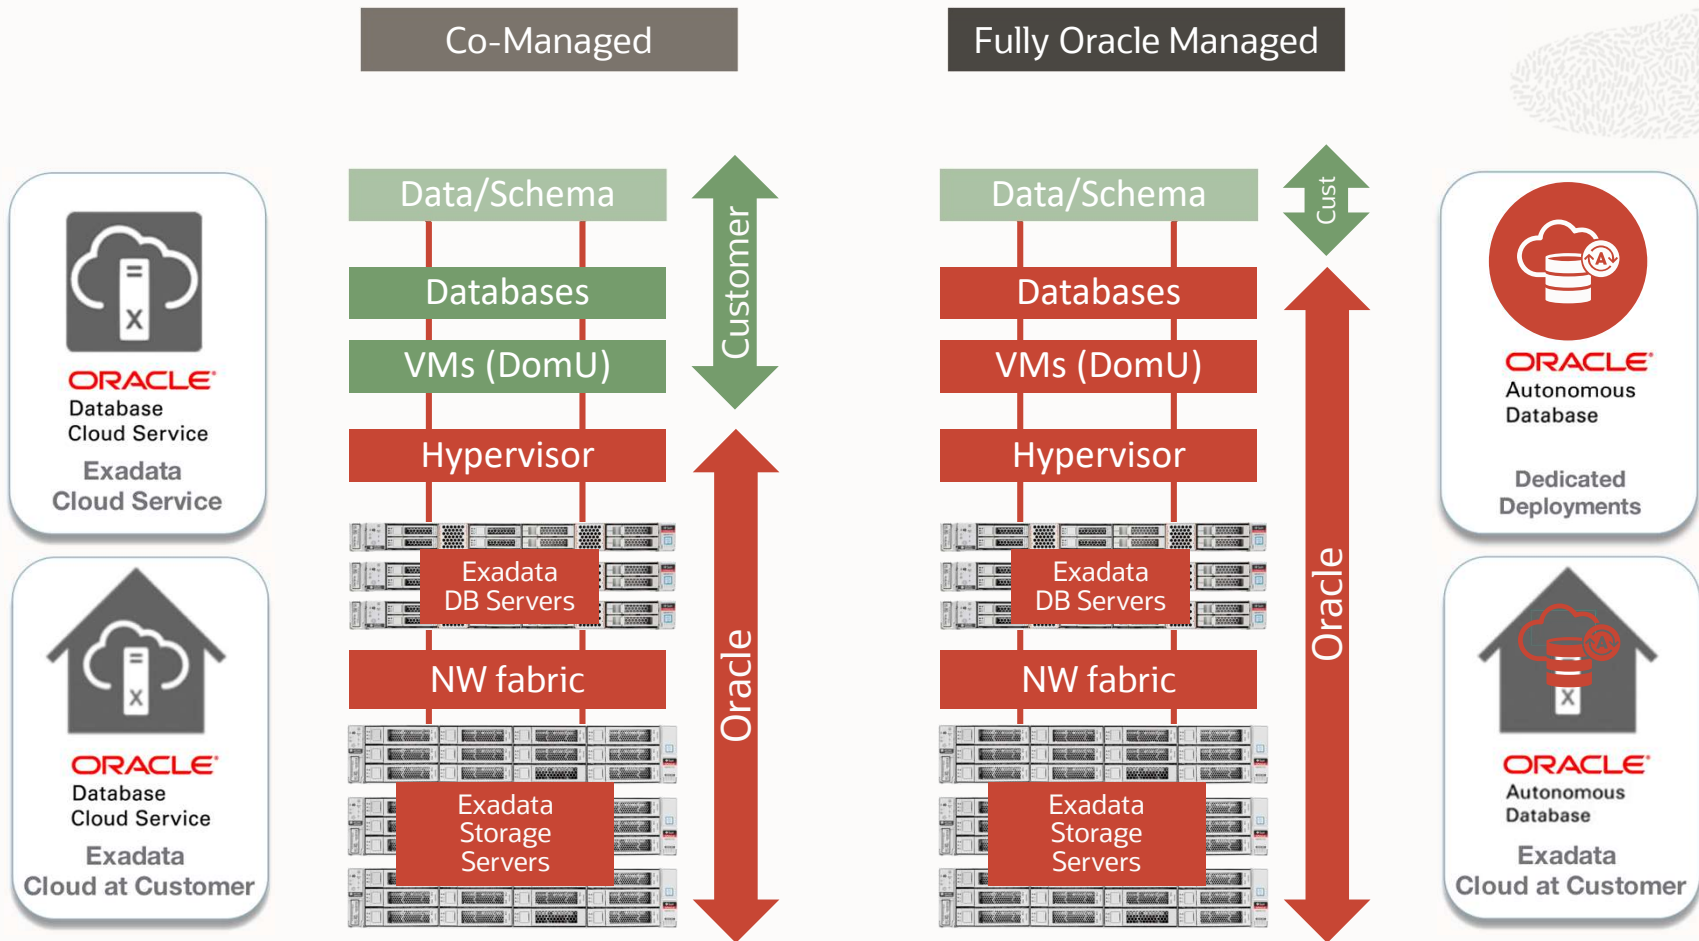 Co-Managed
Fully Oracle Managed
ORACLE
Database
Cloud Service
Exadata
Cloud Service
X
ORACLE
Database
Cloud Service
Exadata
Cloud at Customer
X
Data/Schema
Databases
VMs (DomU)
Hypervisor
Exadata
DB Servers
NW fabric
Exadata
Storage
Servers
Customer
Oracle
Data/Schema
Databases
VMs (DomU)
Hypervisor
Exadata
DB Servers
NW fabric
Exadata
Storage
Servers
Cust
Oracle
A
ORACLE
Autonomous
Database
Dedicated
Deployments
A
X
ORACLE
Autonomous
Database
Exadata
Cloud at Customer